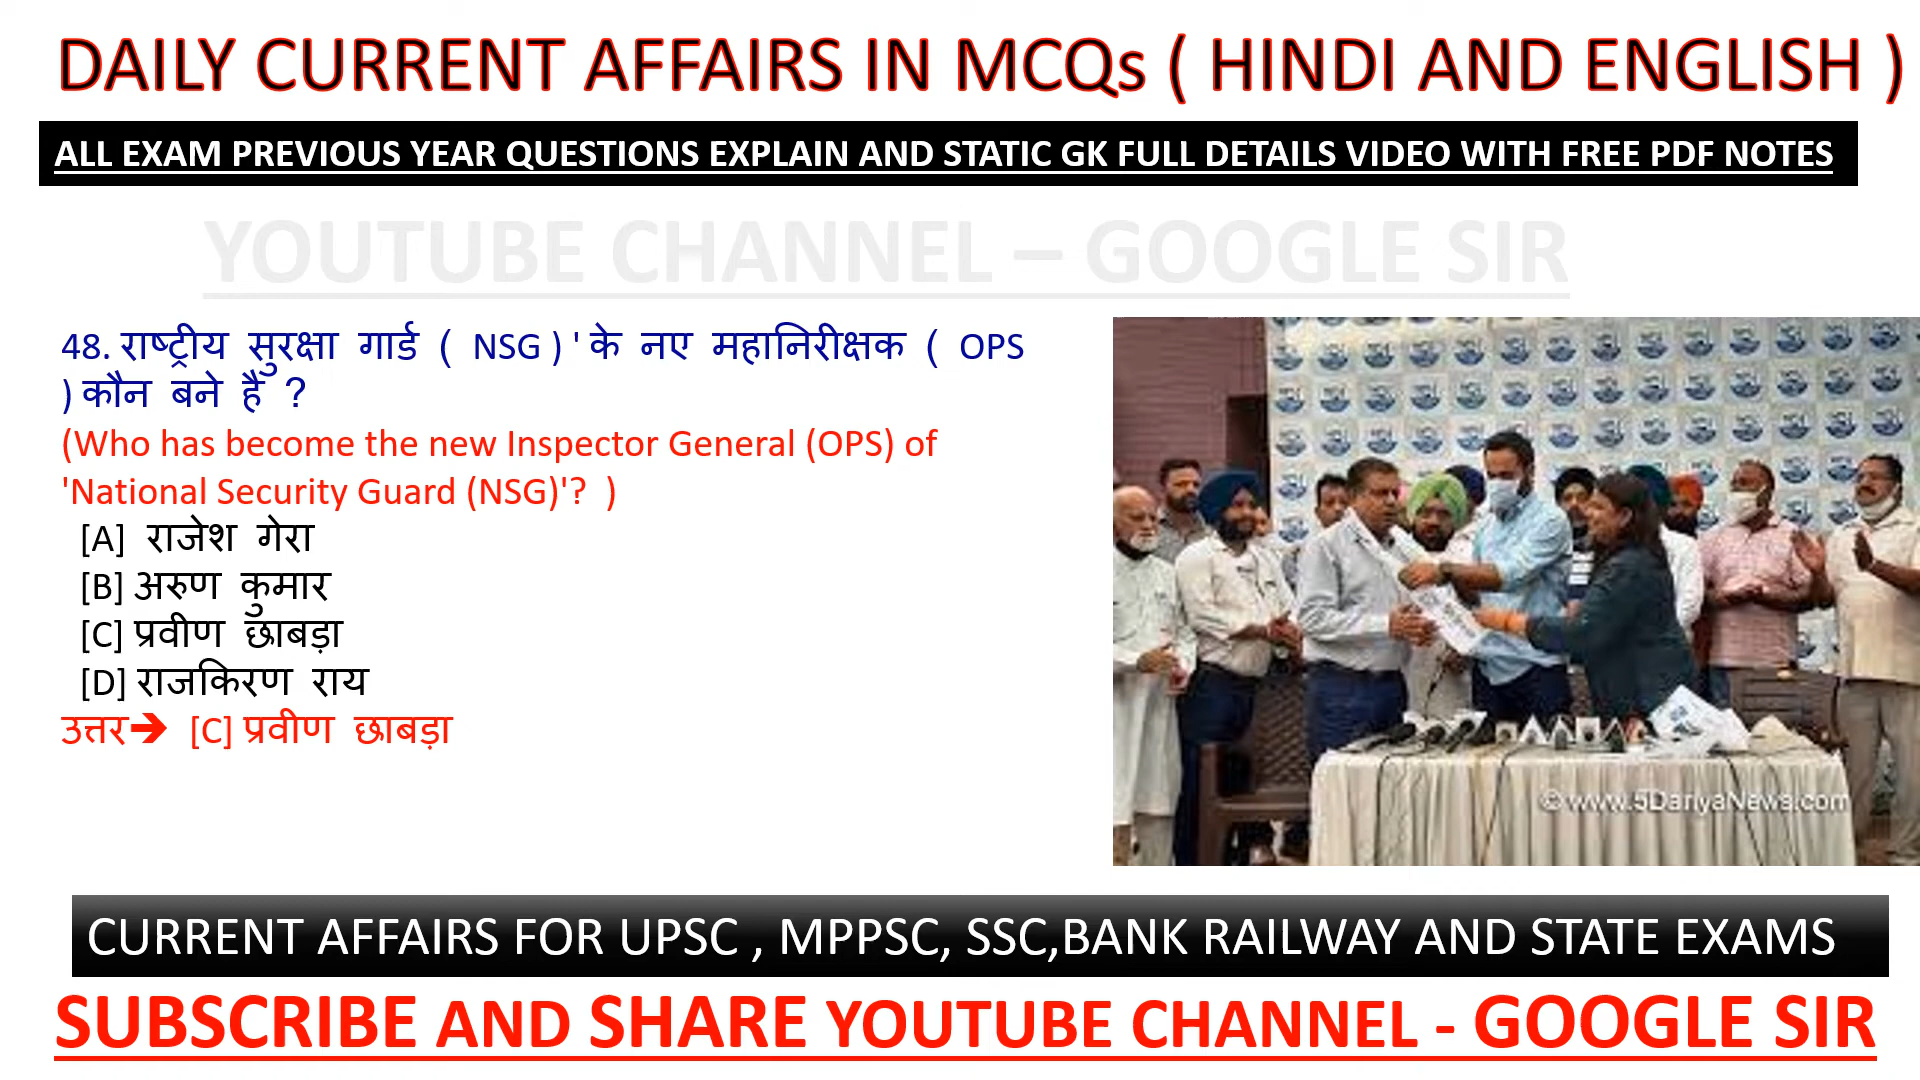 DAILY CURRENT AFFAIRS IN MCQs ( HINDI AND ENGLISH )
ALL EXAM PREVIOUS YEAR QUESTIONS EXPLAIN AND STATIC GK FULL DETAILS VIDEO WITH FREE PDF NOTES
YOUTUBE CHANNEL – GOOGLE SIR
48. राष्ट्रीय सुरक्षा गार्ड ( NSG ) ' के नए महानिरीक्षक ( OPS
) कौन बने है ?
(Who has become the new Inspector General (OPS) of
'National Security Guard (NSG)'? )
[A] राजेश गेरा
[B] अरुण कुमार
[C] प्रवीण छाबड़ा
[D] राजकिरण राय
उत्तर➔ [C] प्रवीण छाबड़ा
© www.5DariyaNews.com
CURRENT AFFAIRS FOR UPSC , MPPSC, SSC,BANK RAILWAY AND STATE EXAMS
SUBSCRIBE AND SHARE YOUTUBE CHANNEL - GOOGLE SIR